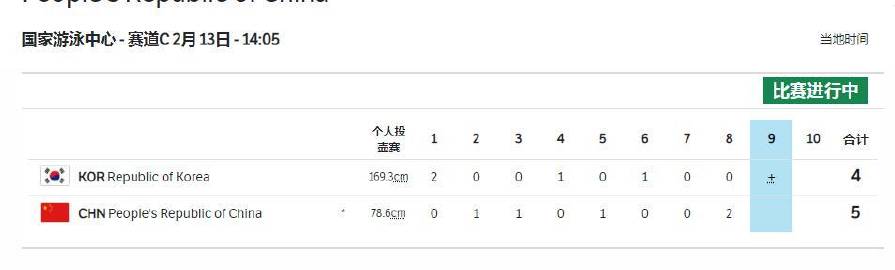 People's Republic of China
国家游泳中心 - 赛道C 2月 13日 - 14:05
当地时间
比赛进行中
个人投壶赛 1 2 3 4 5 6 7 8 9 10 合计
KOR Republic of Korea 169.3cm 2 0 0 1 0 1 0 0 ± 4
CHN People's Republic of China * 78.6cm 0 1 1 0 1 0 0 2 5